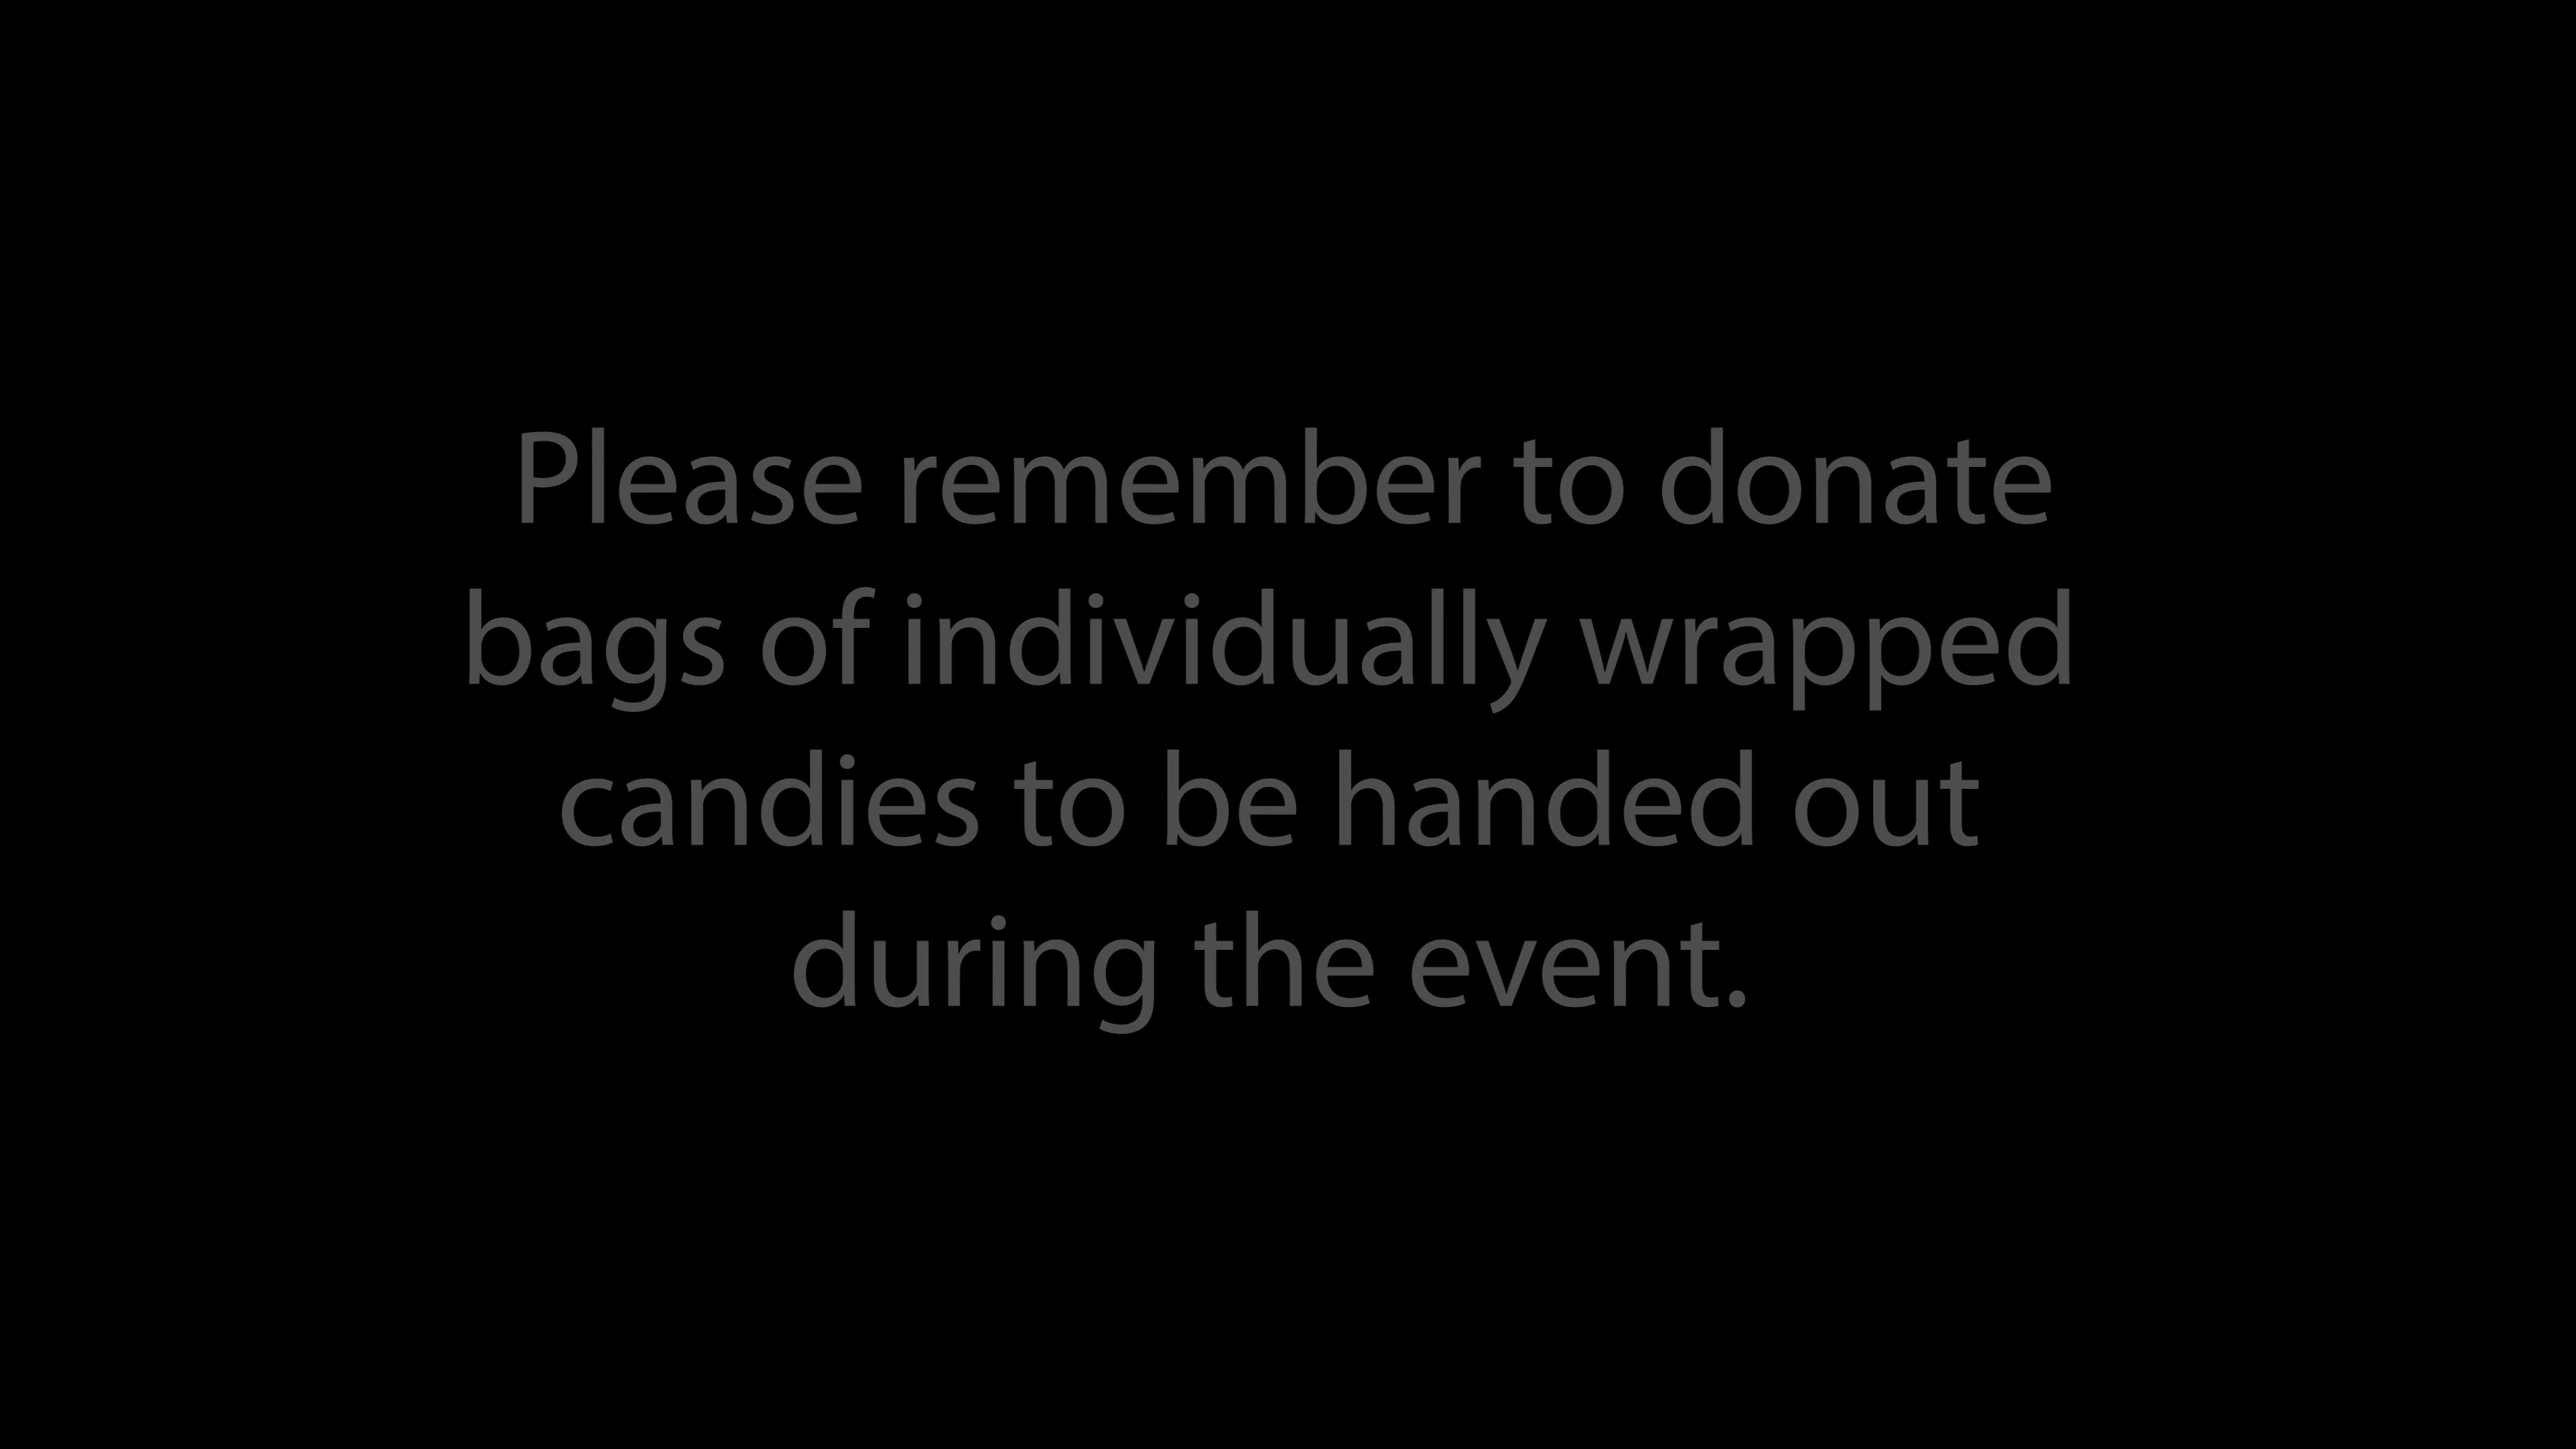 Please remember to donate
bags of individually wrapped
candies to be handed out
during the event.